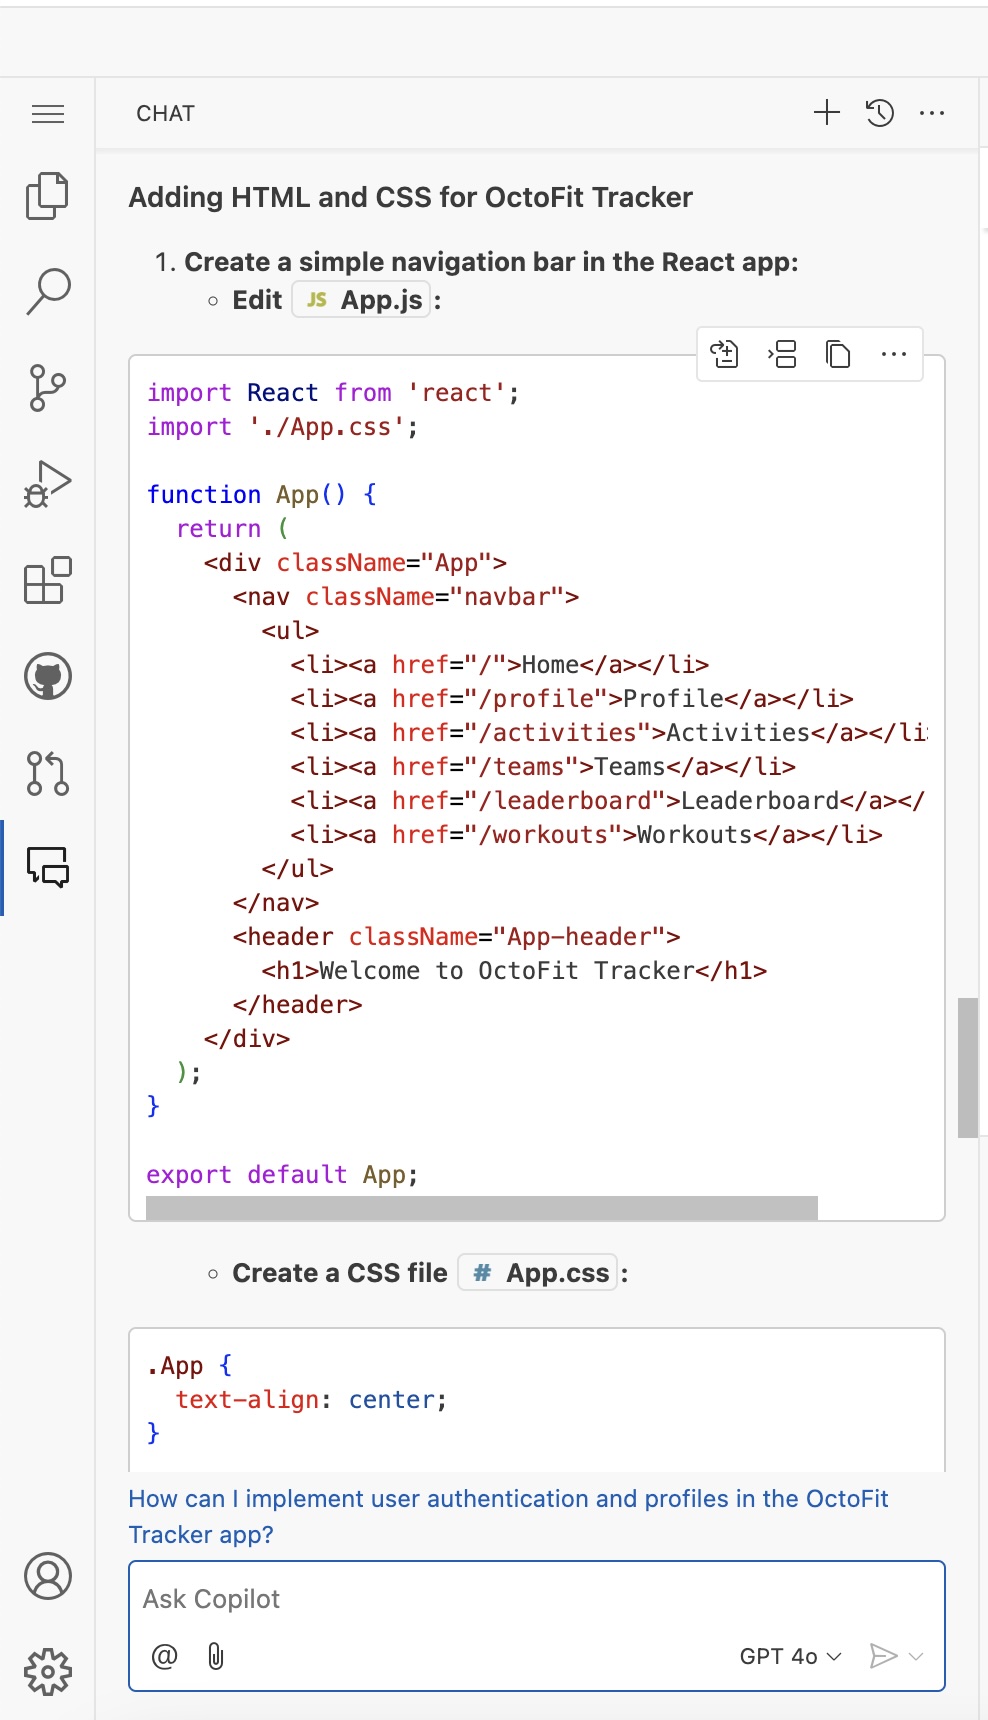 CHAT
Adding HTML and CSS for OctoFit Tracker
1. Create a simple navigation bar in the React app:
Edit JS App.js :
import React from 'react';
import './App.css';
function App() {
  return (
    <div className="App">
      <nav className="navbar">
        <ul>
          <li><a href="/">Home</a></li>
          <li><a href="/profile">Profile</a></li>
          <li><a href="/activities">Activities</a></li
          <li><a href="/teams">Teams</a></li>
          <li><a href="/leaderboard">Leaderboard</a></
          <li><a href="/workouts">Workouts</a></li>
        </ul>
      </nav>
      <header className="App-header">
        <h1>Welcome to OctoFit Tracker</h1>
      </header>
    </div>
  );
}
export default App;
Create a CSS file # App.css :
.App {
  text-align: center;
}
How can I implement user authentication and profiles in the OctoFit
Tracker app?
Ask Copilot
@ GPT 4o